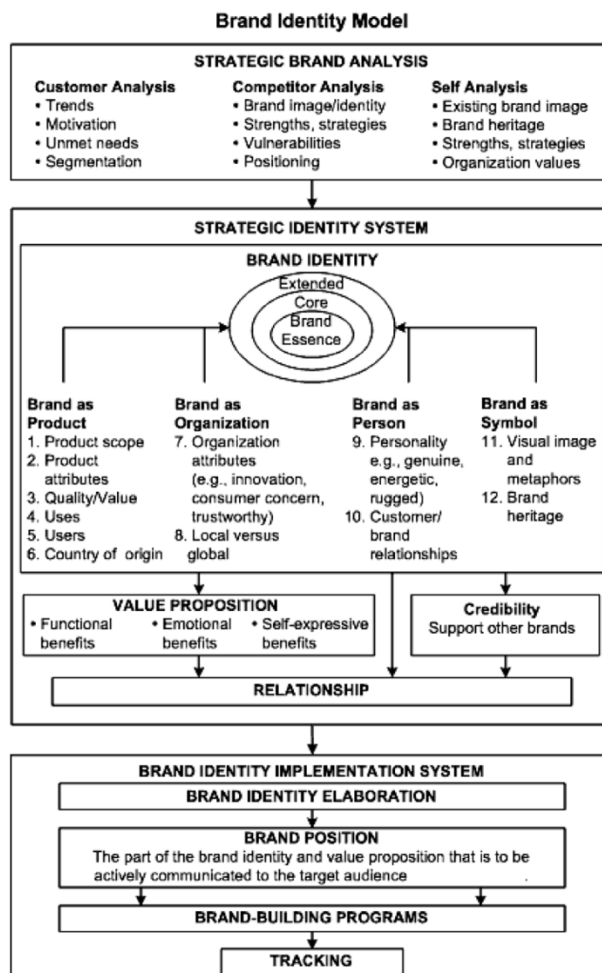 Brand Identity Model
STRATEGIC BRAND ANALYSIS
Customer Analysis
• Trends
• Motivation
• Unmet needs
• Segmentation
Competitor Analysis
• Brand image/identity
• Strengths, strategies
• Vulnerabilities
• Positioning
Self Analysis
• Existing brand image
• Brand heritage
• Strengths, strategies
• Organization values
STRATEGIC IDENTITY SYSTEM
BRAND IDENTITY
Extended
Core
Brand
Essence
Brand as
Product
1. Product scope
2. Product
attributes
3. Quality/Value
4. Uses
5. Users
6. Country of origin
Brand as
Organization
7. Organization
attributes
(e.g., innovation,
consumer concern,
trustworthy)
8. Local versus
global
Brand as
Person
9. Personality
e.g., genuine,
energetic,
rugged)
10. Customer/
brand
relationships
Brand as
Symbol
11. Visual image
and
metaphors
12. Brand
heritage
VALUE PROPOSITION
• Functional
benefits
• Emotional
benefits
• Self-expressive
benefits
Credibility
Support other brands
RELATIONSHIP
BRAND IDENTITY IMPLEMENTATION SYSTEM
BRAND IDENTITY ELABORATION
BRAND POSITION
The part of the brand identity and value proposition that is to be
actively communicated to the target audience .
BRAND-BUILDING PROGRAMS
TRACKING